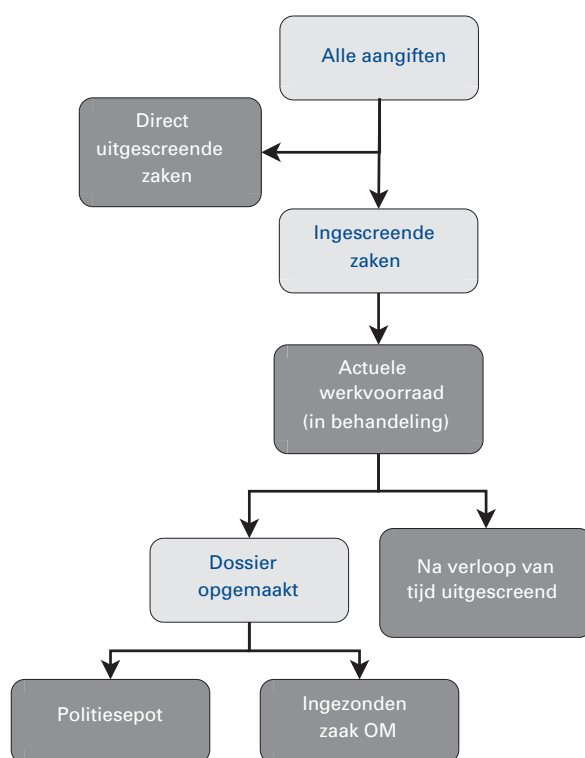 Alle aangiften
Direct
uitgescreende
zaken
Ingescreende
zaken
Actuele
werkvoorraad
(in behandeling)
Dossier
opgemaakt
Na verloop van
tijd uitgescreend
Politiesepot
Ingezonden
zaak OM